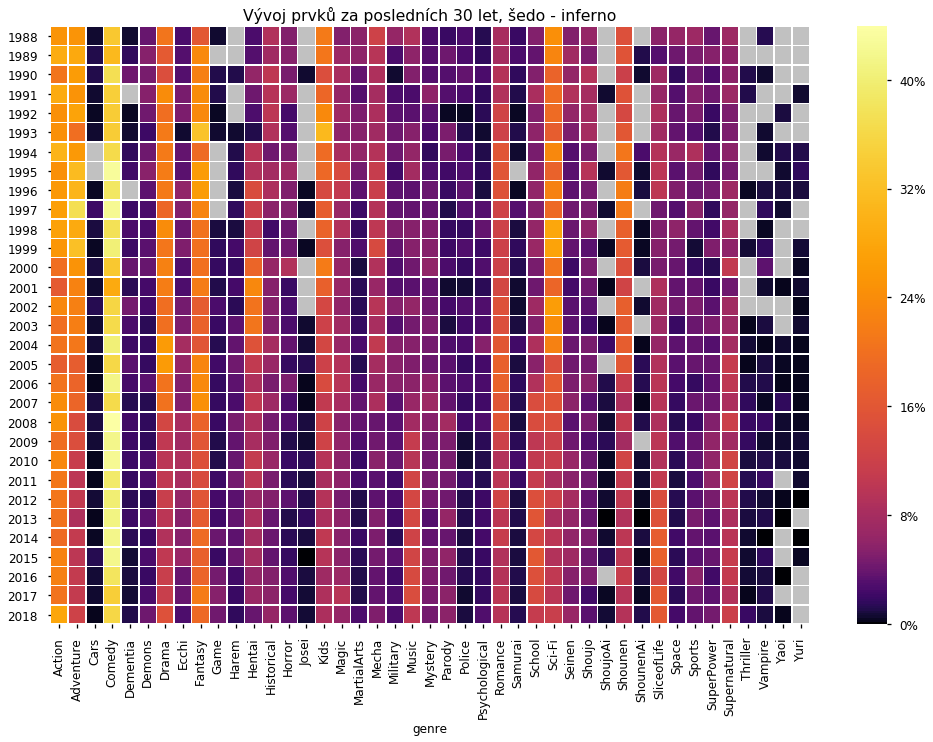 Vývoj prvků za posledních 30 let, šedo - inferno
1988
1989
1990
1991
1992
1993
1994
1995
1996
1997
1998
1999
2000
2001
2002
2003
2004
2005
2006
2007
2008
2009
2010
2011
2012
2013
2014
2015
2016
2017
2018
Action
Adventure
Cars
Comedy
Dementia
Demons
Drama
Ecchi
Fantasy
Game
Harem
Hentai
Historical
Horror
Josei
Kids
Magic
MartialArts
Mecha
Military
Music
Mystery
Parody
Police
Psychological
Romance
Samurai
School
Sci-Fi
Seinen
Shoujo
ShoujoAi
Shounen
ShounenAi
SliceofLife
Space
Sports
SuperPower
Supernatural
Thriller
Vampire
Yaoi
Yuri
genre
40%
32%
24%
16%
8%
0%